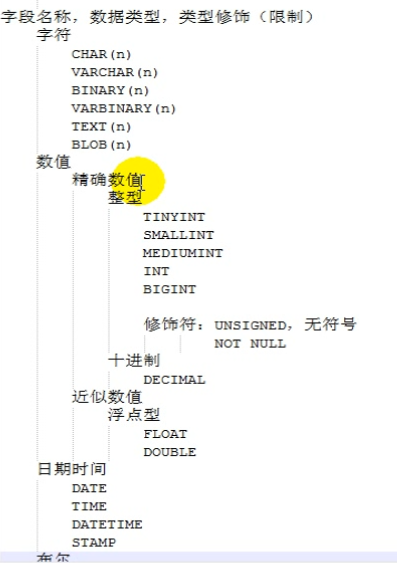 字段名称，数据类型，类型修饰（限制）
字符
CHAR(n)
VARCHAR(n)
BINARY(n)
VARBINARY(n)
TEXT(n)
BLOB(n)
数值
精确数值
整型
TINYINT
SMALLINT
MEDIUMINT
INT
BIGINT
修饰符：UNSIGNED，无符号
NOT NULL
十进制
DECIMAL
近似数值
浮点型
FLOAT
DOUBLE
日期时间
DATE
TIME
DATETIME
STAMP
布尔